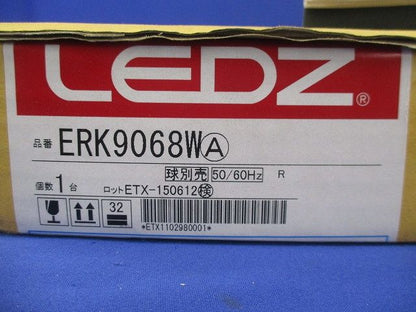 LEDZ®
品番 ERK9068WⒶ
球別売 50/60Hz R
個数 1台 ロット ETX-150612 ㊜
32
*ETX1102980001*